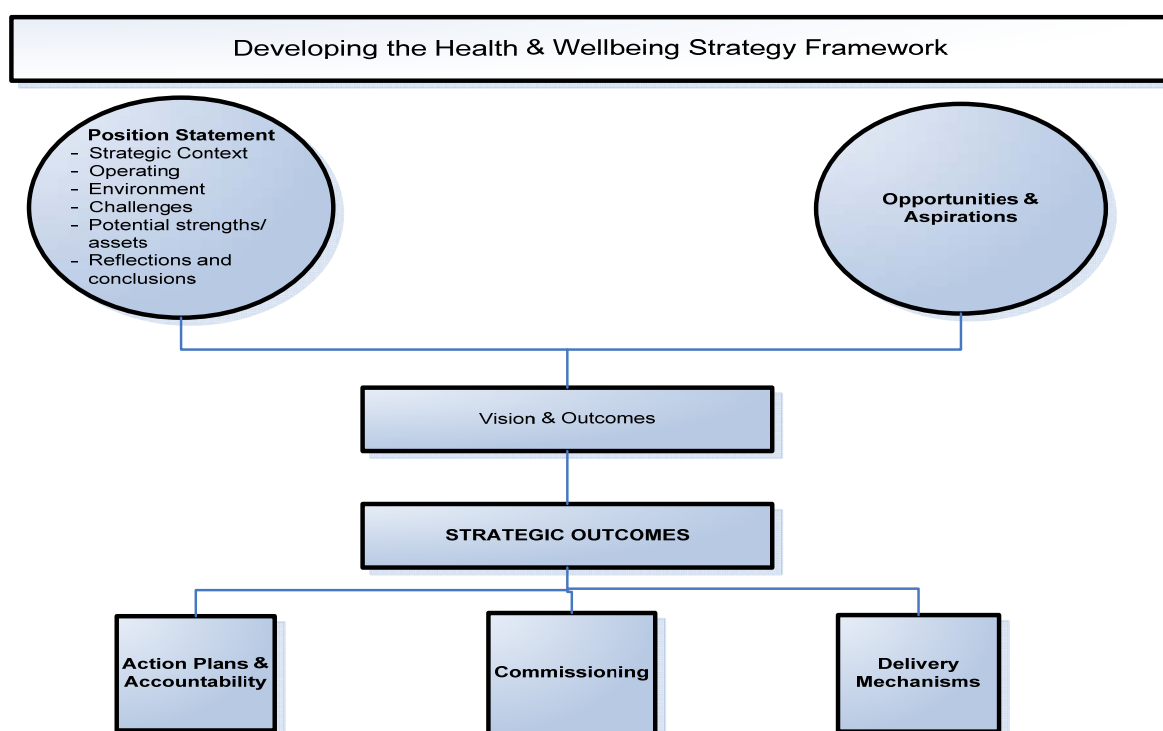 Developing the Health & Wellbeing Strategy Framework
Position Statement
- Strategic Context
- Operating
- Environment
- Challenges
- Potential strengths/
assets
- Reflections and
conclusions
Opportunities &
Aspirations
Vision & Outcomes
STRATEGIC OUTCOMES
Action Plans &
Accountability
Commissioning
Delivery
Mechanisms